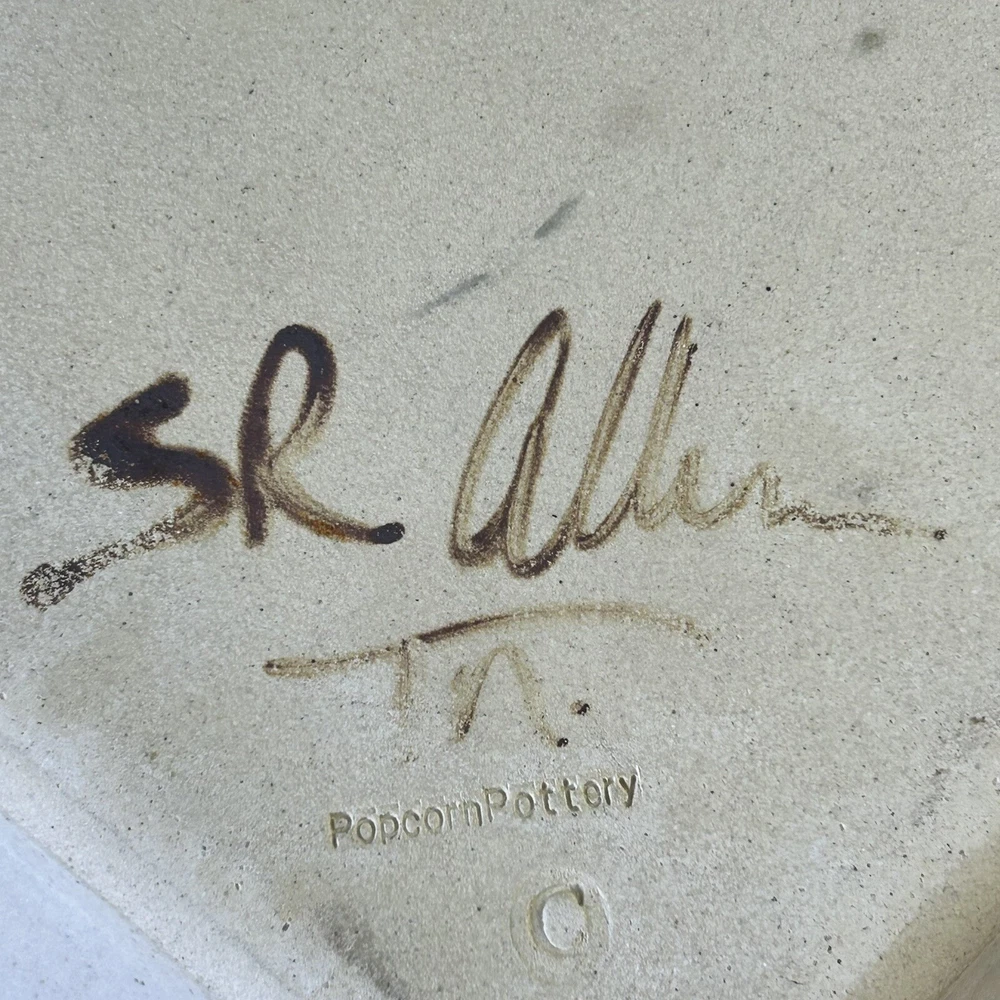 SR Allen
TN.
PopcornPottery
C